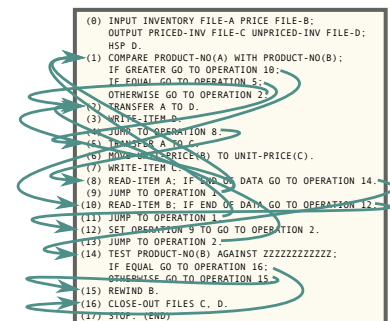 (0) INPUT INVENTORY FILE-A PRICE FILE-B;
OUTPUT PRICED-INV FILE-C UNPRICED-INV FILE-D;
HSP D.
(1) COMPARE PRODUCT-NO(A) WITH PRODUCT-NO(B);
IF GREATER GO TO OPERATION 10;
IF EQUAL GO TO OPERATION 5;
OTHERWISE GO TO OPERATION 2.
(2) TRANSFER A TO D.
(3) WRITE-ITEM D.
(4) JUMP TO OPERATION 8.
(5) TRANSFER A TO C.
(6) MOVE UNIT-PRICE(B) TO UNIT-PRICE(C).
(7) WRITE-ITEM C.
(8) READ-ITEM A; IF END OF DATA GO TO OPERATION 14.
(9) JUMP TO OPERATION 1.
(10) READ-ITEM B; IF END OF DATA GO TO OPERATION 12.
(11) JUMP TO OPERATION 1.
(12) SET OPERATION 9 TO GO TO OPERATION 2.
(13) JUMP TO OPERATION 2.
(14) TEST PRODUCT-NO(B) AGAINST ZZZZZZZZZZZZ;
IF EQUAL GO TO OPERATION 16;
OTHERWISE GO TO OPERATION 15.
(15) REWIND B.
(16) CLOSE-OUT FILES C, D.
(17) STOP. (END)